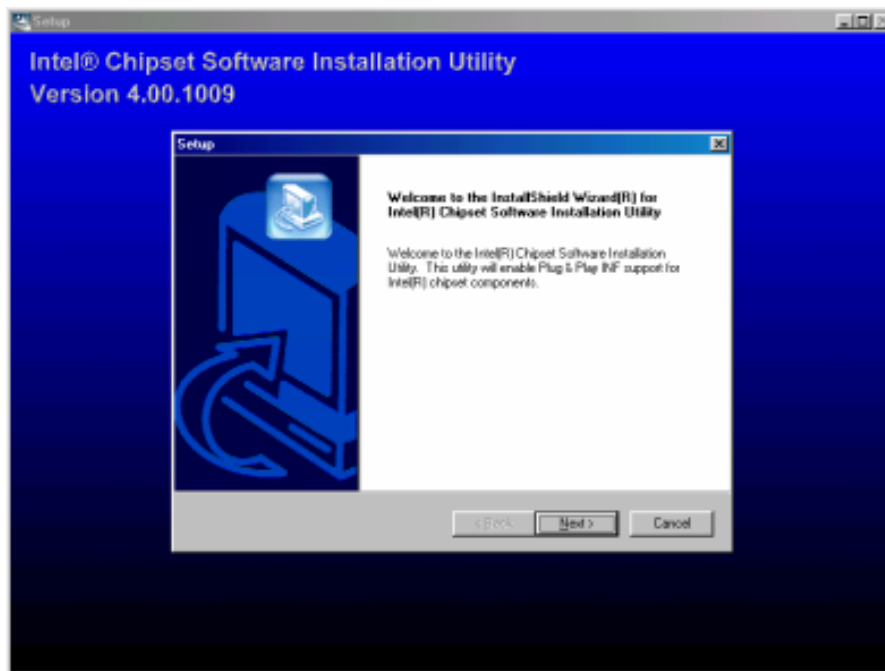 Setup
Intel® Chipset Software Installation Utility
Version 4.00.1009
Setup
Welcome to the InstallShield Wizard(R) for
Intel(R) Chipset Software Installation Utility
Welcome to the Intel(R) Chipset Software Installation
Utility. This utility will enable Plug & Play INF support for
Intel(R) chipset components.
< Back
Next >
Cancel